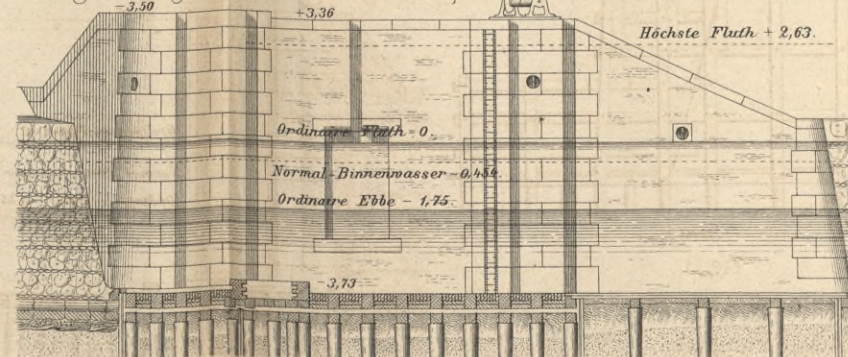 - 3,50
+3,36
Höchste Fluth + 2,63.
Ordinaire Fluth = 0.
Normal-Binnenwasser - 0,454.
Ordinaire Ebbe - 1,75.
- 3,73